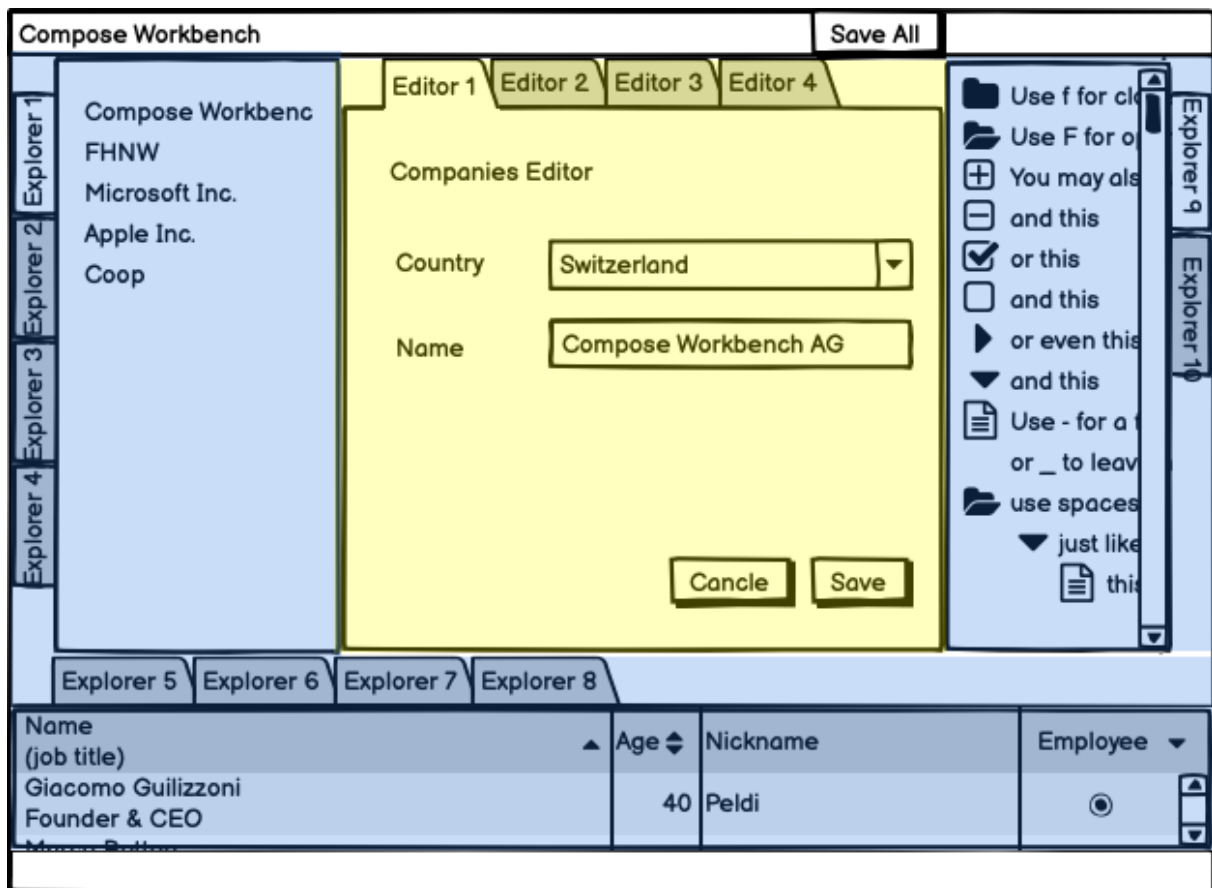 Compose Workbench
Save All
Explorer 1
Explorer 2
Explorer 3
Explorer 4
Compose Workbenc
FHNW
Microsoft Inc.
Apple Inc.
Coop
Editor 1
Editor 2
Editor 3
Editor 4
Companies Editor
Country
Switzerland
Name
Compose Workbench AG
Cancle
Save
Use f for clo
Use F for op
You may als
and this
or this
and this
or even this
and this
Use - for a f
or _ to leav
use spaces
just like
this
Explorer 9
Explorer 10
Explorer 5
Explorer 6
Explorer 7
Explorer 8
Name
(job title)
Age
Nickname
Employee
Giacomo Guilizzoni
Founder & CEO
40
Peldi